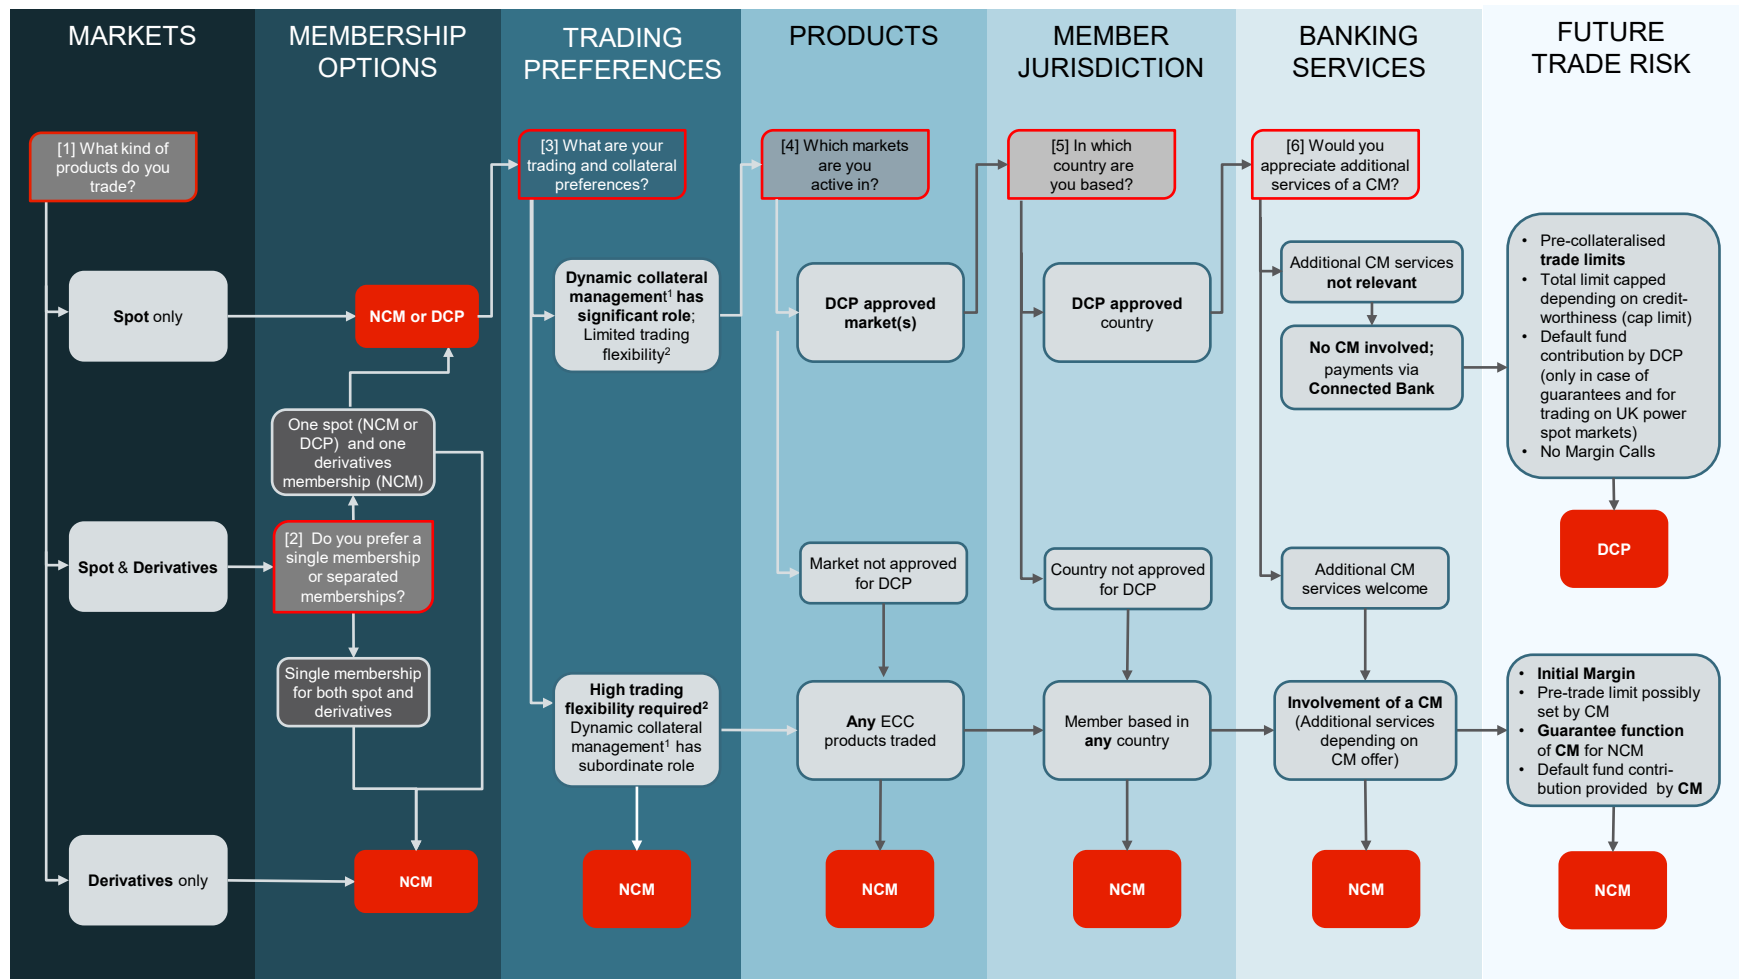 MARKETS
MEMBERSHIP
OPTIONS
TRADING
PREFERENCES
PRODUCTS
MEMBER
JURISDICTION
BANKING
SERVICES
FUTURE
TRADE RISK
[1] What kind of
products do you
trade?
Spot only
Spot & Derivatives
Derivatives only
NCM or DCP
One spot (NCM or
DCP) and one
derivatives
membership (NCM)
[2] Do you prefer a
single membership
or separated
memberships?
Single membership
for both spot and
derivatives
NCM
[3] What are your
trading and collateral
preferences?
Dynamic collateral
management¹ has
significant role;
Limited trading
flexibility²
High trading
flexibility required²
Dynamic collateral
management¹ has
subordinate role
NCM
[4] Which markets
are you
active in?
DCP approved
market(s)
Market not approved
for DCP
Any ECC
products traded
NCM
[5] In which
country are
you based?
DCP approved
country
Country not approved
for DCP
Member based in
any country
NCM
[6] Would you
appreciate additional
services of a CM?
Additional CM services
not relevant
No CM involved;
payments via
Connected Bank
Additional CM
services welcome
Involvement of a CM
(Additional services
depending on
CM offer)
NCM
• Pre-collateralised
trade limits
• Total limit capped
depending on credit-
worthiness (cap limit)
• Default fund
contribution by DCP
(only in case of
guarantees and for
trading on UK power
spot markets)
• No Margin Calls
DCP
• Initial Margin
• Pre-trade limit possibly
set by CM
• Guarantee function
of CM for NCM
• Default fund contri-
bution provided by CM
NCM